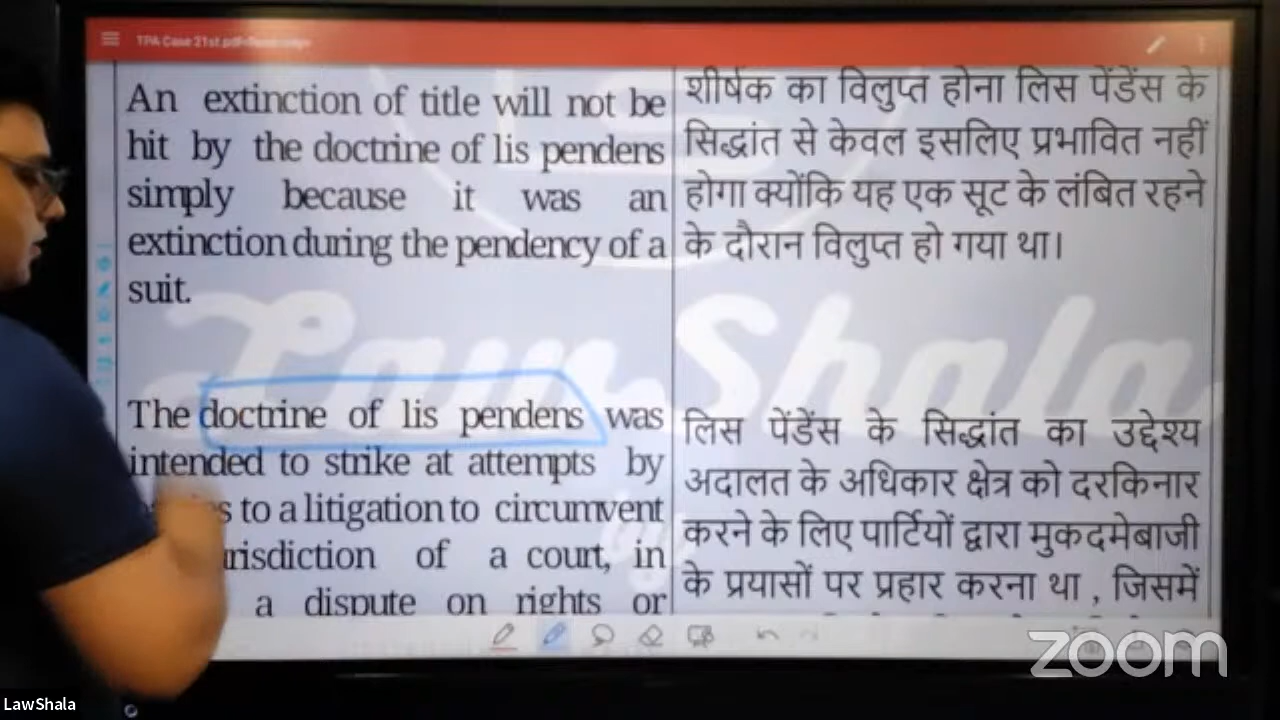 TPA Case 21st.pdf
An extinction of title will not be
hit by the doctrine of lis pendens
simply because it was an
extinction during the pendency of a
suit.
The doctrine of lis pendens was
intended to strike at attempts by
to a litigation to circumvent
of a court, in
a dispute on rights or
शीर्षक का विलुप्त होना लिस पेंडेंस के
सिद्धांत से केवल इसलिए प्रभावित नहीं
होगा क्योंकि यह एक सूट के लंबित रहने
के दौरान विलुप्त हो गया था।
लिस पेंडेंस के सिद्धांत का उद्देश्य
अदालत के अधिकार क्षेत्र को दरकिनार
करने के लिए पार्टियों द्वारा मुकदमेबाजी
के प्रयासों पर प्रहार करना था , जिसमें
LawShala
by
zoom
LawShala